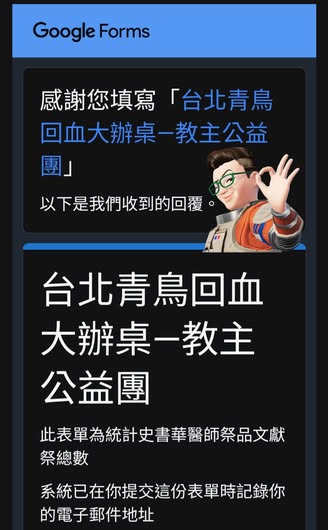 Google Forms
感謝您填寫「台北青鳥
回血大辦桌—教主公益
團」
以下是我們收到的回覆。
台北青鳥回血
大辦桌—教主
公益團
此表單為統計史書華醫師祭品文獻
祭總數
系統已在你提交這份表單時記錄你
的電子郵件地址